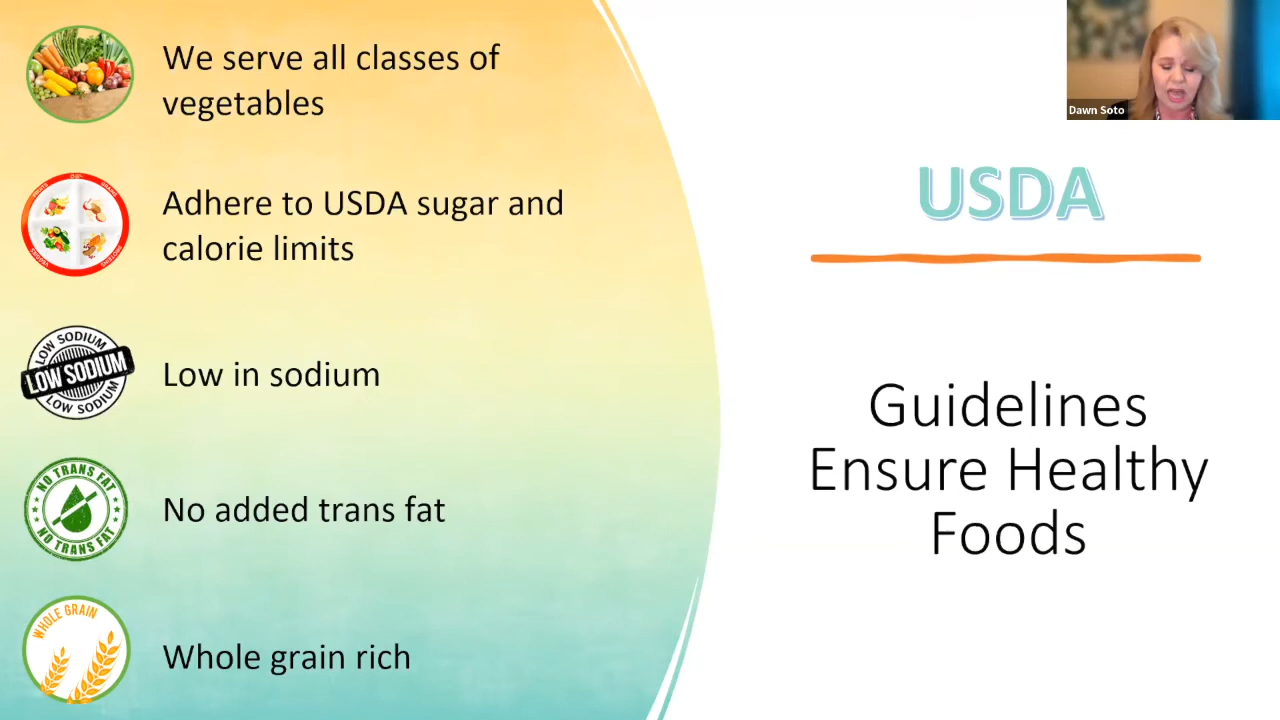 We serve all classes of
vegetables
Adhere to USDA sugar and
calorie limits
LOW SODIUM
LOW SODIUM
LOW SODIUM
Low in sodium
NO TRANS FAT
NO TRANS FAT
No added trans fat
WHOLE GRAIN
Whole grain rich
Dawn Soto
USDA
Guidelines
Ensure Healthy
Foods